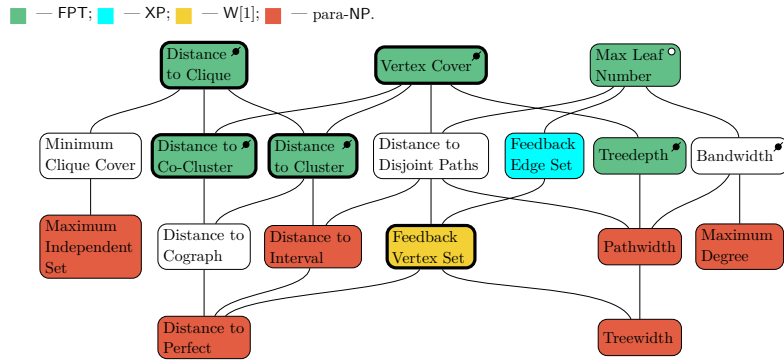 — FPT; — XP; — W[1]; — para-NP.
Distance
to Clique
Vertex Cover
Max Leaf
Number
Minimum
Clique Cover
Distance to
Co-Cluster
Distance to
Cluster
Distance to
Disjoint Paths
Feedback
Edge Set
Treedepth
Bandwidth
Maximum
Independent
Set
Distance to
Cograph
Distance to
Interval
Feedback
Vertex Set
Pathwidth
Maximum
Degree
Distance to
Perfect
Treewidth